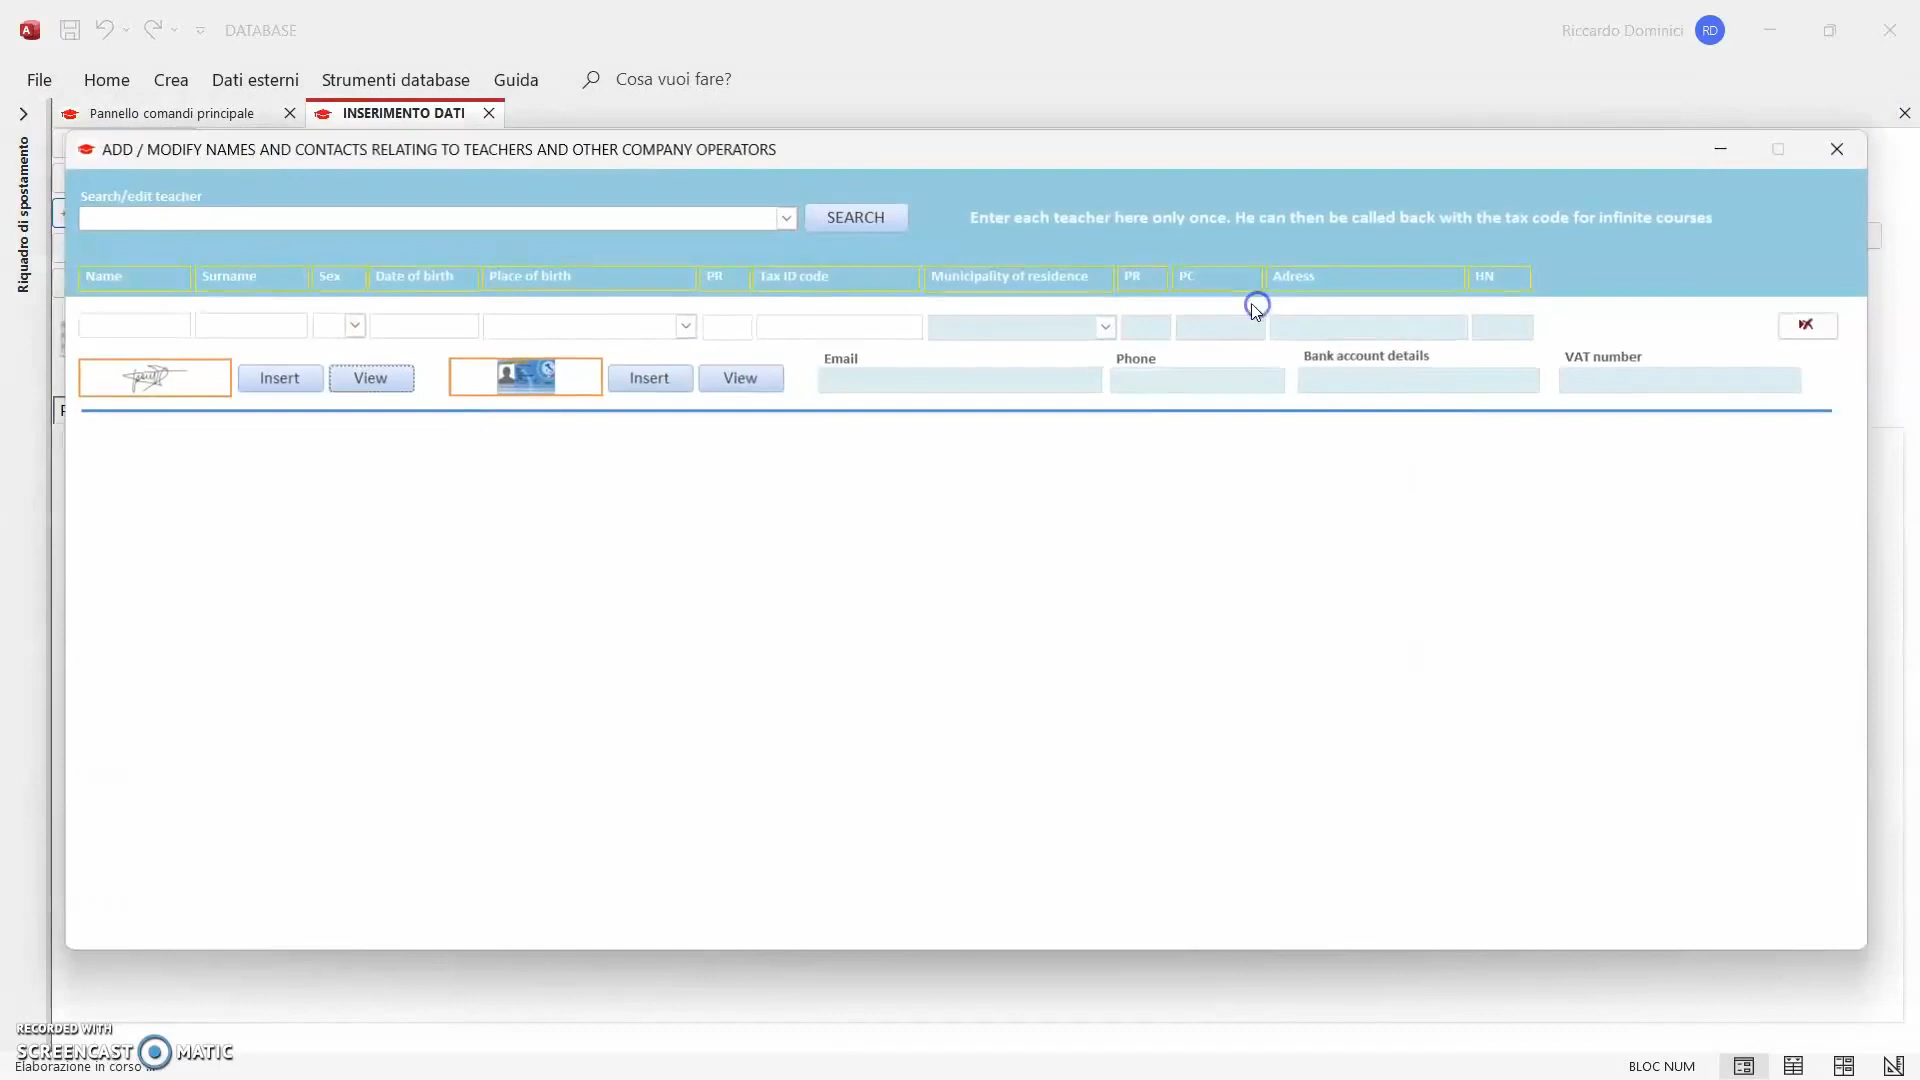 DATABASE
Riccardo Dominici RD
File Home Crea Dati esterni Strumenti database Guida Cosa vuoi fare?
Pannello comandi principale INSERIMENTO DATI
Riquadro di spostamento
ADD / MODIFY NAMES AND CONTACTS RELATING TO TEACHERS AND OTHER COMPANY OPERATORS
Search/edit teacher
SEARCH Enter each teacher here only once. He can then be called back with the tax code for infinite courses
Name Surname Sex Date of birth Place of birth PR Tax ID code Municipality of residence PR PC Adress HN
Email Phone Bank account details VAT number
Insert View Insert View
RECORDED WITH
SCREENCAST MATIC
Elaborazione in corso ...
BLOC NUM